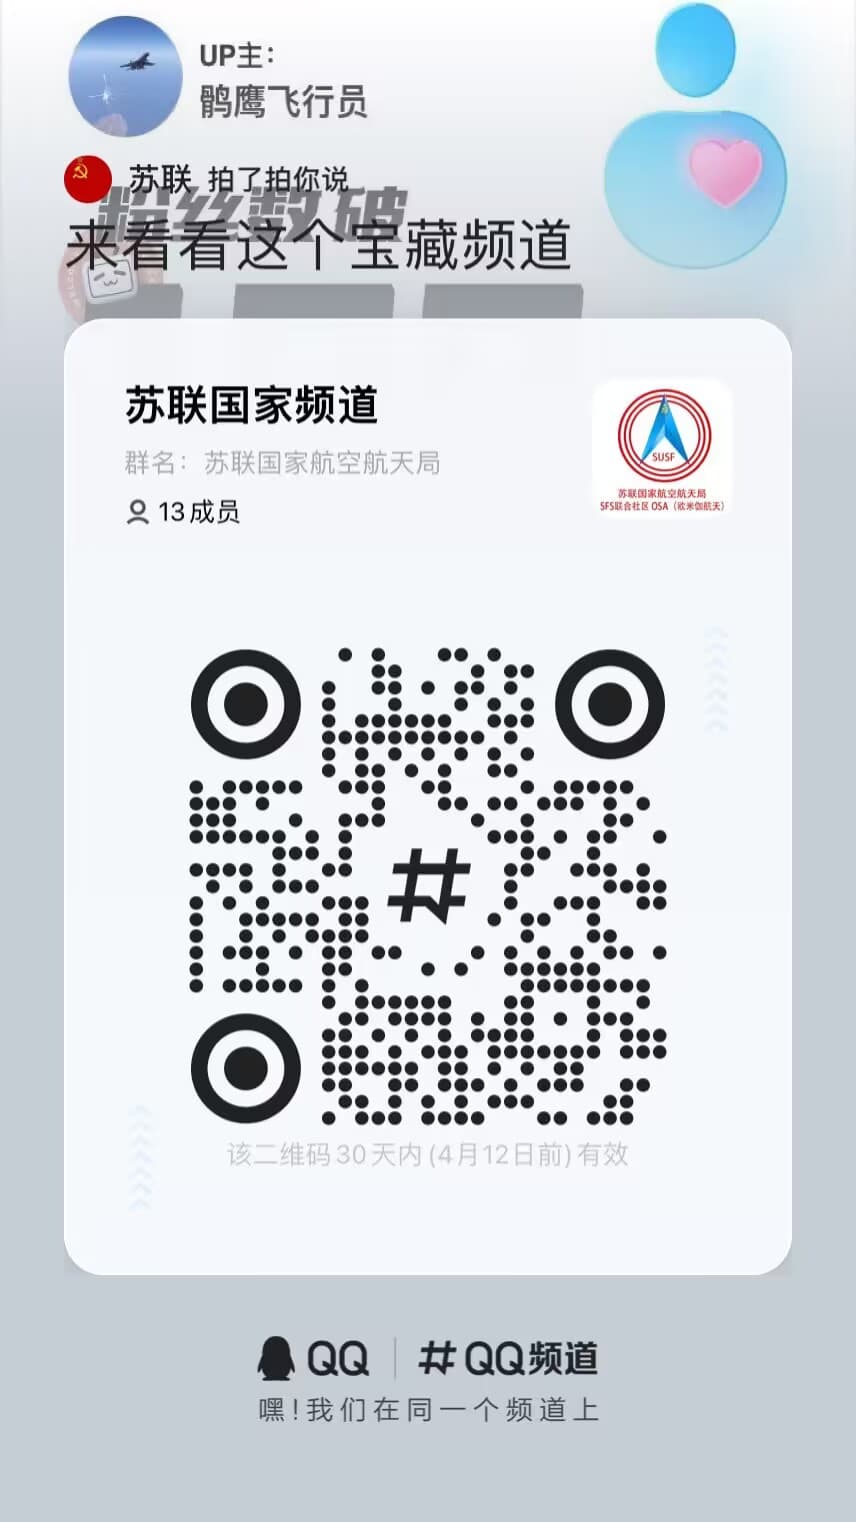 UP主：
鹘鹰飞行员
苏联 拍了拍你说
粉丝数破
来看看这个宝藏频道
苏联国家频道
群名：苏联国家航空航天局
13成员
SUSF
苏联国家航空航天局
SFS联合社区 OSA（欧米伽航天）
该二维码30天内(4月12日前)有效
QQ QQ频道
嘿!我们在同一个频道上